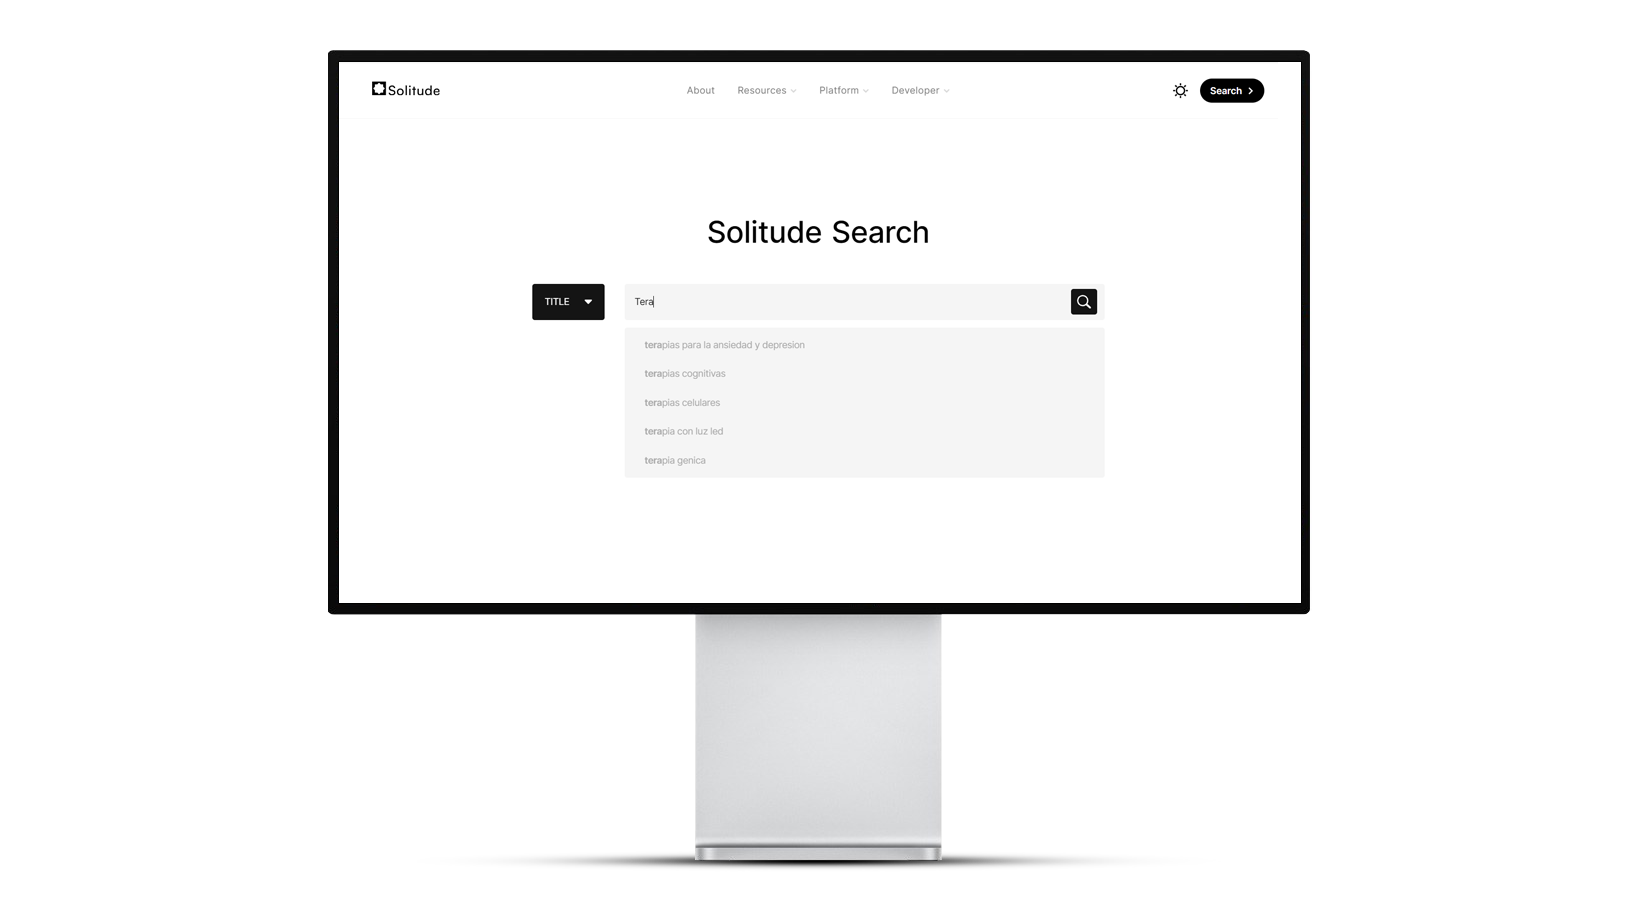 Solitude
About
Resources
Platform
Developer
Search
Solitude Search
TITLE
Tera
terapias para la ansiedad y depresion
terapias cognitivas
terapias celulares
terapia con luz led
terapia genica